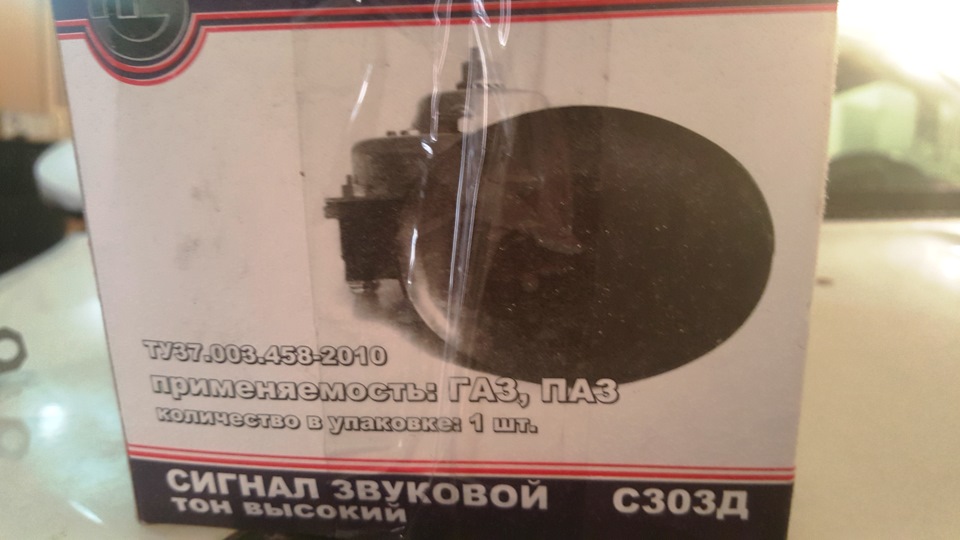 ТУ37.003.458-2010
применяемость: ГАЗ, ПАЗ
количество в упаковке: 1 шт.
СИГНАЛ ЗВУКОВОЙ С303Д
ТОН ВЫСОКИЙ